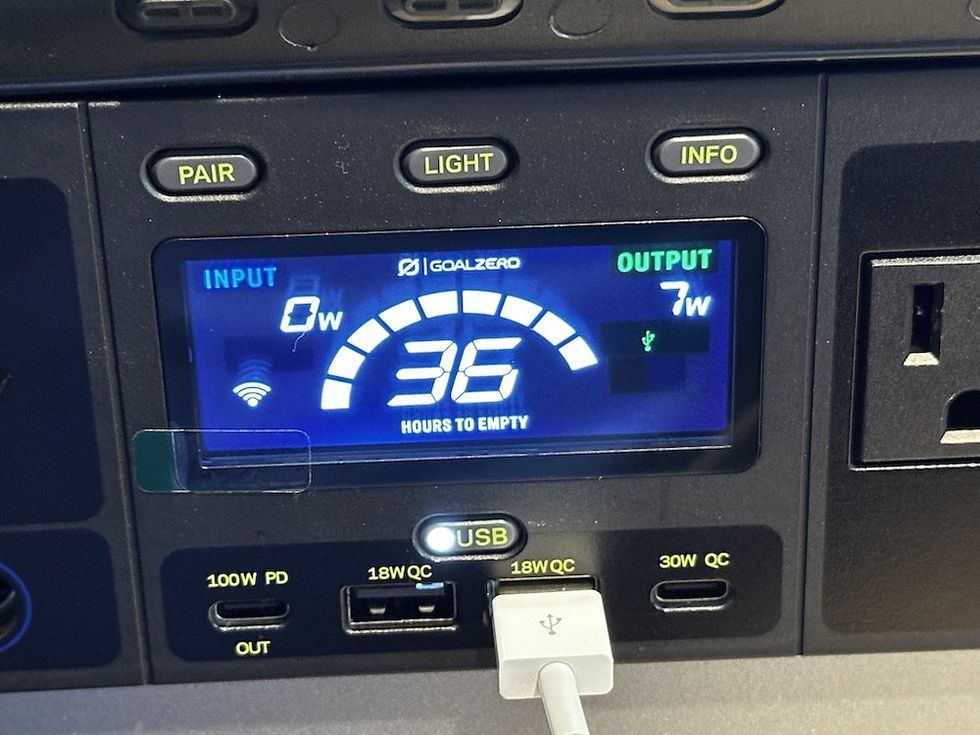 PAIR
LIGHT
INFO
INPUT
GOALZERO
OUTPUT
0W
7W
36
HOURS TO EMPTY
USB
100W PD
18W QC
18W QC
30W QC
OUT